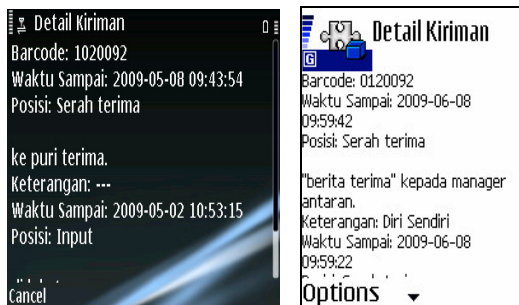 Detail Kiriman
Barcode: 1020092
Waktu Sampai: 2009-05-08 09:43:54
Posisi: Serah terima
ke puri terima.
Keterangan: ---
Waktu Sampai: 2009-05-02 10:53:15
Posisi: Input
Cancel
Detail Kiriman
G
Barcode: 0120092
Waktu Sampai: 2009-06-08
09:59:42
Posisi: Serah terima
"berita terima" kepada manager
antaran.
Keterangan: Diri Sendiri
Waktu Sampai: 2009-06-08
09:59:22
Options